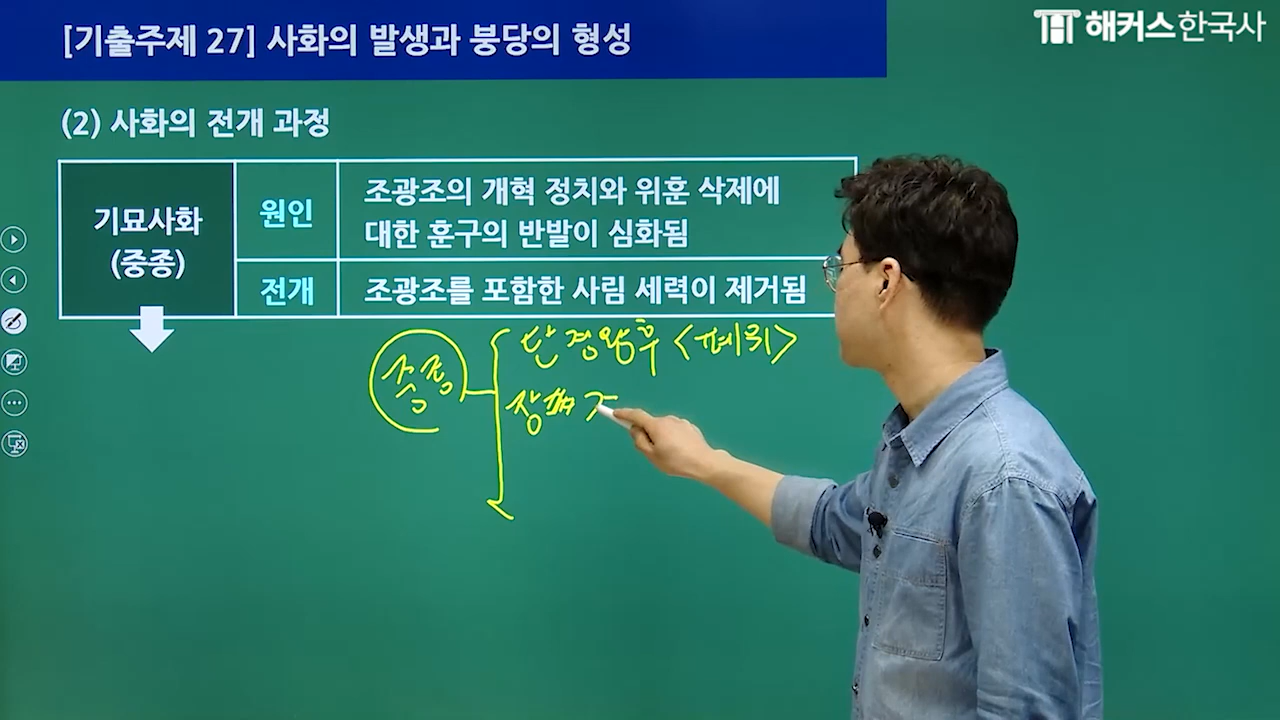 [기출주제 27] 사화의 발생과 붕당의 형성
해커스한국사
(2) 사화의 전개 과정
기묘사화
(중종)
원인
조광조의 개혁 정치와 위훈 삭제에
대한 훈구의 반발이 심화됨
전개
조광조를 포함한 사림 세력이 제거됨
중종
단경왕후 <폐위>
장